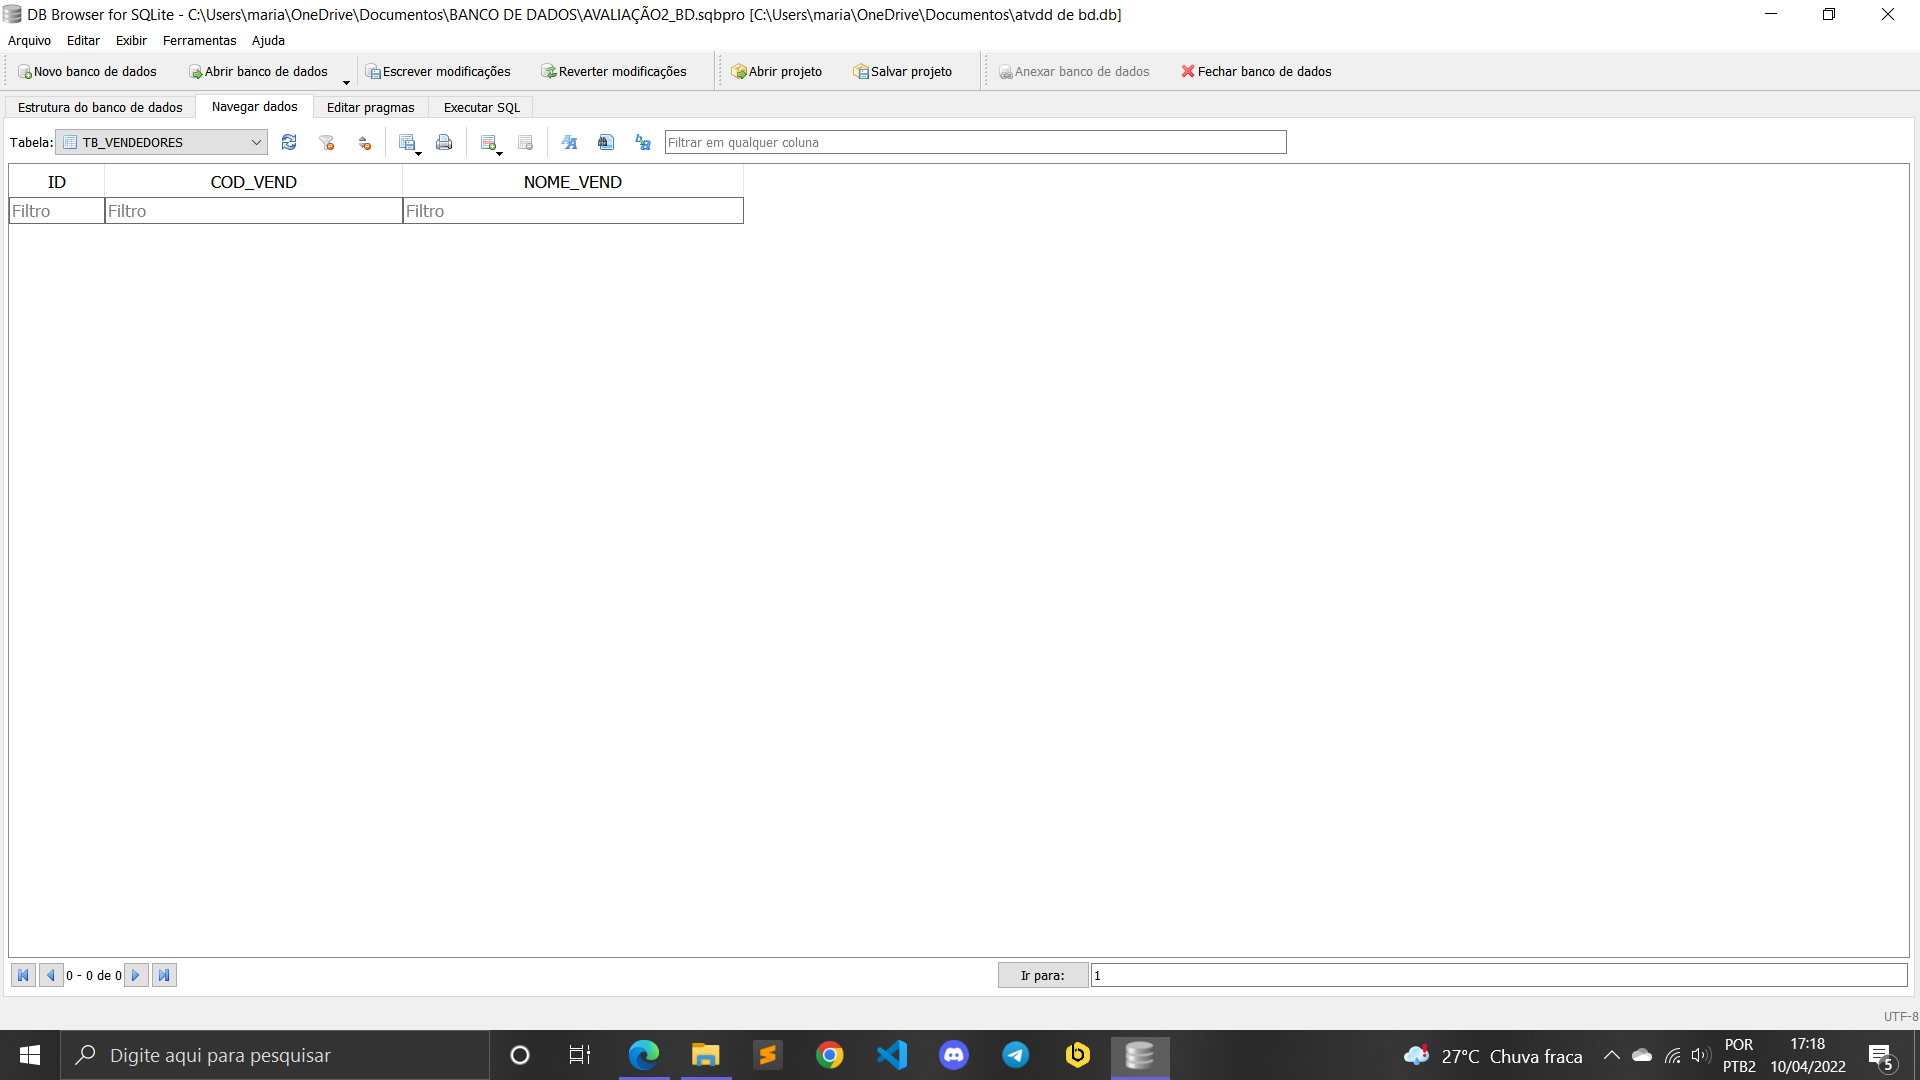 DB Browser for SQLite - C:\Users\maria\OneDrive\Documentos\BANCO DE DADOS\AVALIAÇÃO2_BD.sqbpro [C:\Users\maria\OneDrive\Documentos\atvdd de bd.db]
Arquivo Editar Exibir Ferramentas Ajuda
Novo banco de dados Abrir banco de dados Escrever modificações Reverter modificações Abrir projeto Salvar projeto Anexar banco de dados Fechar banco de dados
Estrutura do banco de dados Navegar dados Editar pragmas Executar SQL
Tabela: TB_VENDEDORES Filtrar em qualquer coluna
ID COD_VEND NOME_VEND
Filtro Filtro Filtro
0 - 0 de 0 Ir para: 1
UTF-8
Digite aqui para pesquisar 27°C Chuva fraca
POR 17:18
PTB2 10/04/2022 5